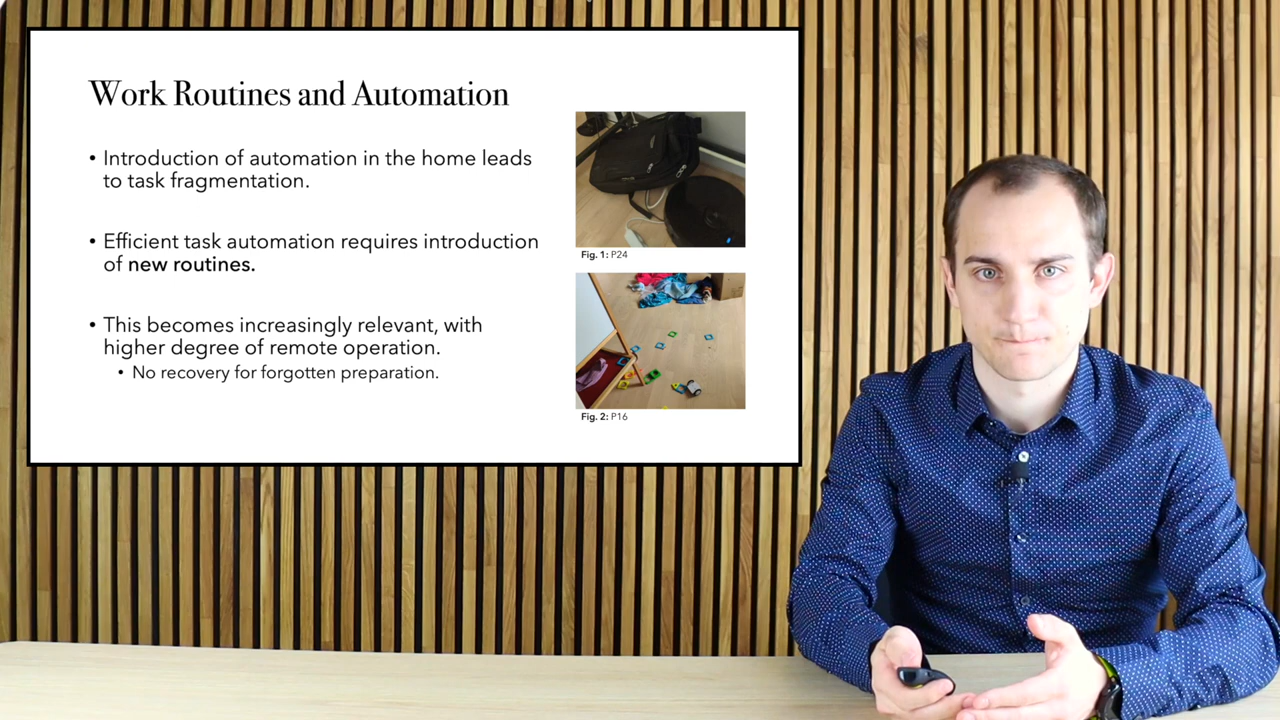 Work Routines and Automation
• Introduction of automation in the home leads
to task fragmentation.
• Efficient task automation requires introduction
of new routines.
• This becomes increasingly relevant, with
higher degree of remote operation.
• No recovery for forgotten preparation.
Fig. 1: P24
Fig. 2: P16